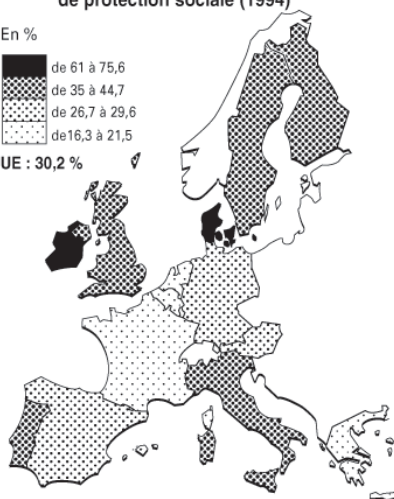 de protection sociale (1994)
En %
de 61 à 75,6
de 35 à 44,7
de 26,7 à 29,6
de16,3 à 21,5
UE : 30,2 %